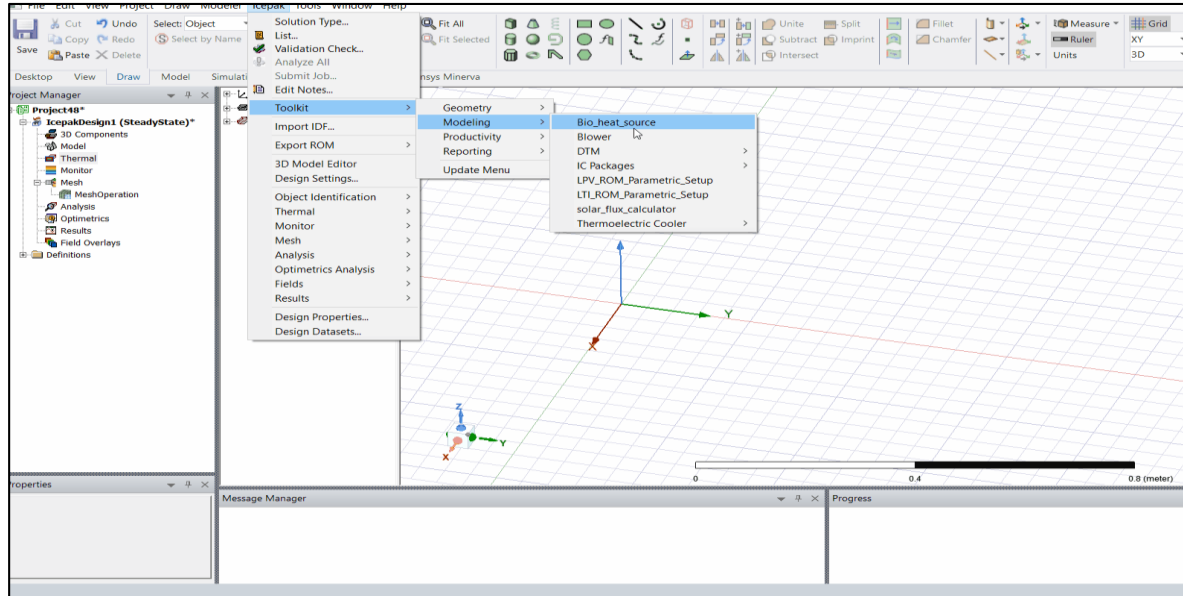 File Edit View Project Draw Modeler Icepak Tools Window Help
Save
Cut Undo
Copy Redo
Paste Delete
Select: Object
Select by Name
Fit All
Fit Selected
Unite Split
Subtract Imprint
Intersect
Fillet
Chamfer
Measure
Ruler
Units
Grid
XY
3D
Desktop View Draw Model
nsys Minerva
Solution Type...
List...
Validation Check...
Analyze All
Submit Job...
Edit Notes...
Toolkit
Import IDF...
Export ROM
3D Model Editor
Design Settings...
Object Identification
Thermal
Monitor
Mesh
Analysis
Optimetrics Analysis
Fields
Results
Design Properties...
Design Datasets...
Geometry
Modeling
Productivity
Reporting
Update Menu
Bio_heat_source
Blower
DTM
IC Packages
LPV_ROM_Parametric_Setup
LTI_ROM_Parametric_Setup
solar_flux_calculator
Thermoelectric Cooler
roject Manager
Project48*
IcepakDesign1 (SteadyState)*
3D Components
Model
Thermal
Monitor
Mesh
MeshOperation
Analysis
Optimetrics
Results
Field Overlays
Definitions
Y
X
Z
Y
X
0 0.4 0.8 (meter)
roperties
Message Manager
Progress